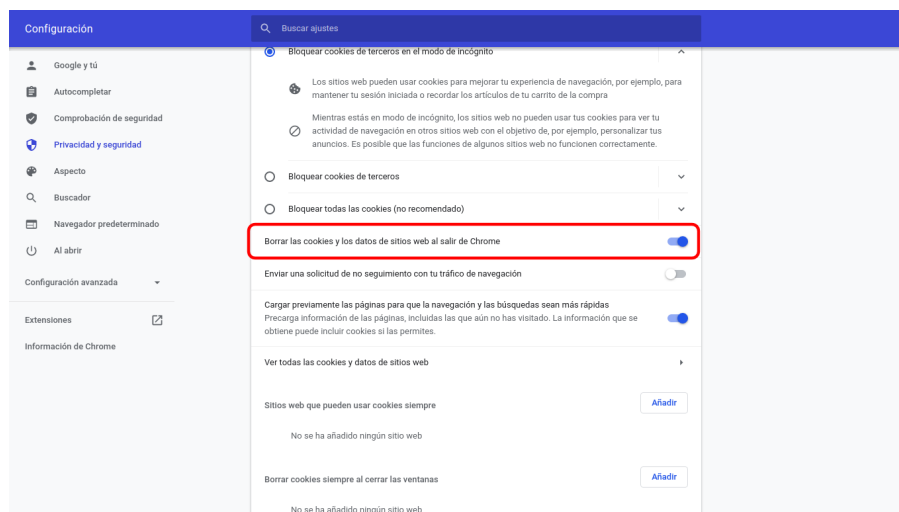 Configuración
Buscar ajustes
Google y tú
Autocompletar
Comprobación de seguridad
Privacidad y seguridad
Aspecto
Buscador
Navegador predeterminado
Al abrir
Configuración avanzada
Extensiones
Información de Chrome
Bloquear cookies de terceros en el modo de incógnito
Los sitios web pueden usar cookies para mejorar tu experiencia de navegación, por ejemplo, para
mantener tu sesión iniciada o recordar los artículos de tu carrito de la compra
Mientras estás en modo de incógnito, los sitios web no pueden usar tus cookies para ver tu
actividad de navegación en otros sitios web con el objetivo de, por ejemplo, personalizar tus
anuncios. Es posible que las funciones de algunos sitios web no funcionen correctamente.
Bloquear cookies de terceros
Bloquear todas las cookies (no recomendado)
Borrar las cookies y los datos de sitios web al salir de Chrome
Enviar una solicitud de no seguimiento con tu tráfico de navegación
Cargar previamente las páginas para que la navegación y las búsquedas sean más rápidas
Precarga información de las páginas, incluidas las que aún no has visitado. La información que se
obtiene puede incluir cookies si las permites.
Ver todas las cookies y datos de sitios web
Sitios web que pueden usar cookies siempre
Añadir
No se ha añadido ningún sitio web
Borrar cookies siempre al cerrar las ventanas
Añadir
No se ha añadido ningún sitio web